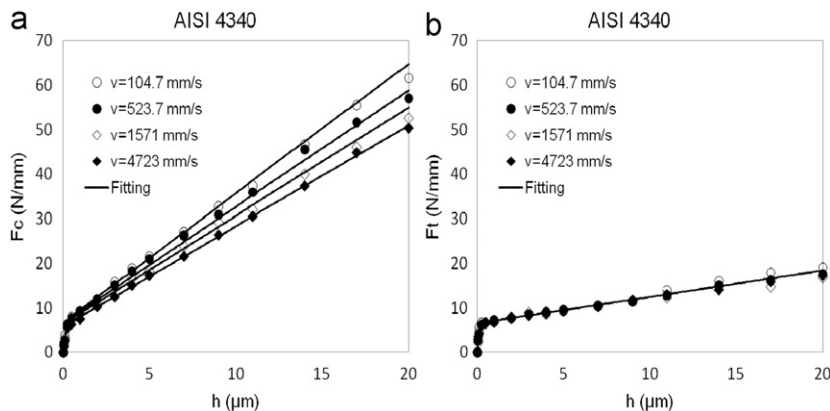 a
AISI 4340
70
60
50
40
30
20
10
0
Fc (N/mm)
v=104.7 mm/s
v=523.7 mm/s
v=1571 mm/s
v=4723 mm/s
Fitting
0 5 10 15 20
h (μm)
b
AISI 4340
70
60
50
40
30
20
10
0
Ft (N/mm)
v=104.7 mm/s
v=523.7 mm/s
v=1571 mm/s
v=4723 mm/s
Fitting
0 5 10 15 20
h (μm)